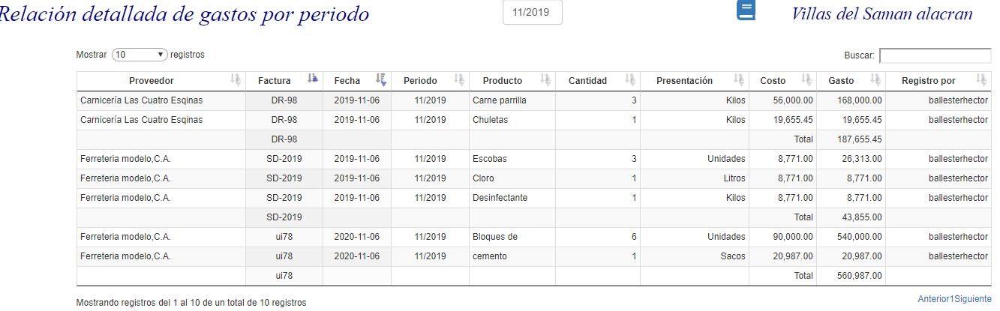 Relación detallada de gastos por periodo 11/2019 Villas del Saman alacran
Mostrar 10 registros Buscar:
Proveedor Factura Fecha Periodo Producto Cantidad Presentación Costo Gasto Registro por
Carnicería Las Cuatro Esqinas DR-98 2019-11-06 11/2019 Carne parrilla 3 Kilos 56,000.00 168,000.00 ballesterhector
Carnicería Las Cuatro Esqinas DR-98 2019-11-06 11/2019 Chuletas 1 Kilos 19,655.45 19,655.45 ballesterhector
DR-98 Total 187,655.45
Ferreteria modelo,C.A. SD-2019 2019-11-06 11/2019 Escobas 3 Unidades 8,771.00 26,313.00 ballesterhector
Ferreteria modelo,C.A. SD-2019 2019-11-06 11/2019 Cloro 1 Litros 8,771.00 8,771.00 ballesterhector
Ferreteria modelo,C.A. SD-2019 2019-11-06 11/2019 Desinfectante 1 Kilos 8,771.00 8,771.00 ballesterhector
SD-2019 Total 43,855.00
Ferreteria modelo,C.A. ui78 2020-11-06 11/2019 Bloques de 6 Unidades 90,000.00 540,000.00 ballesterhector
Ferreteria modelo,C.A. ui78 2020-11-06 11/2019 cemento 1 Sacos 20,987.00 20,987.00 ballesterhector
ui78 Total 560,987.00
Mostrando registros del 1 al 10 de un total de 10 registros Anterior1Siguiente